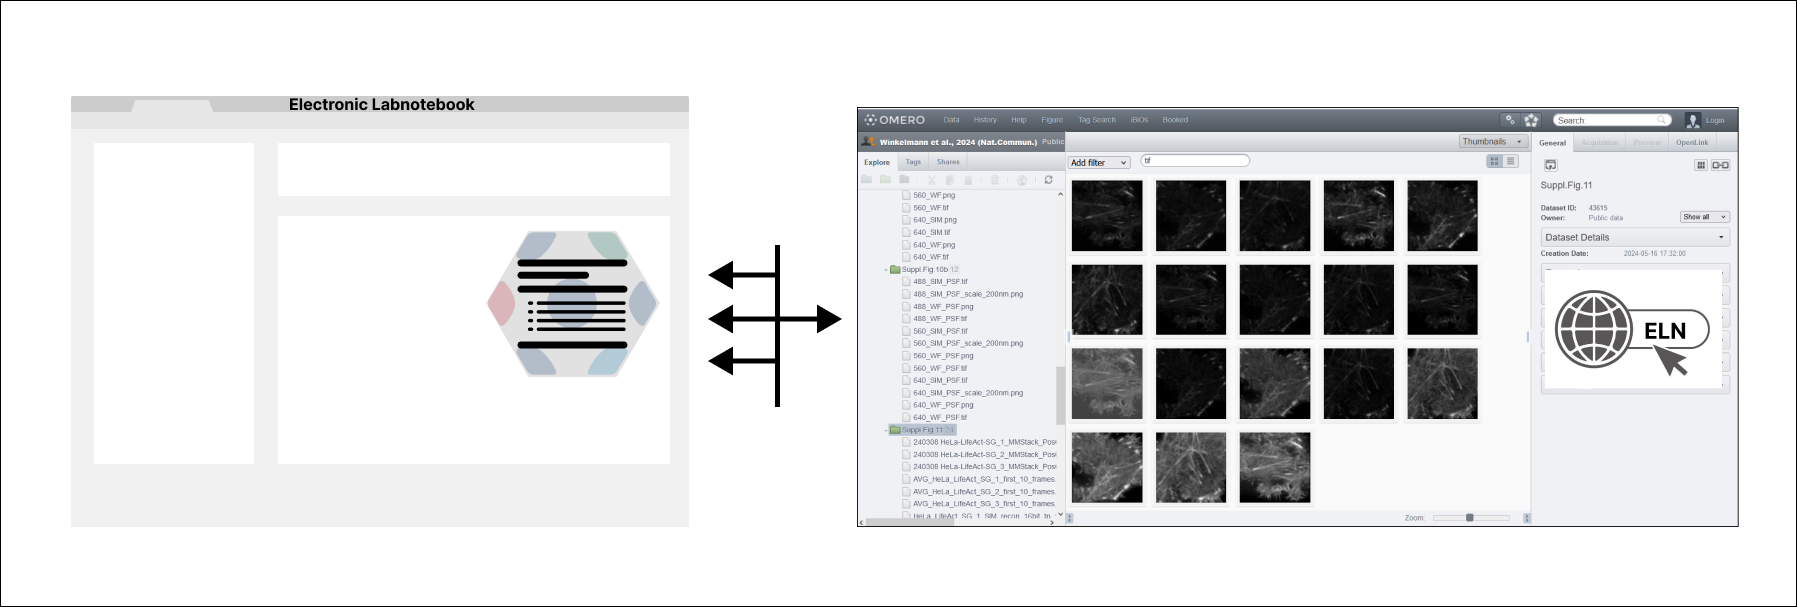 Electronic Labnotebook
OMERO Data History Help Figure Tag Search iBiOs Booked Search: Login
Winkelmann et al., 2024 (Nat.Commun.) Public
Explore Tags Shares
560_WF.png
560_WF.tif
640_SIM.png
640_SIM.tif
640_WF.png
640_WF.tif
Suppl.Fig.10b 12
488_SIM_PSF.tif
488_SIM_PSF_scale_200nm.png
488_WF_PSF.png
488_WF_PSF.tif
560_SIM_PSF.tif
560_SIM_PSF_scale_200nm.png
560_WF_PSF.png
560_WF_PSF.tif
640_SIM_PSF.tif
640_SIM_PSF_scale_200nm.png
640_WF_PSF.png
640_WF_PSF.tif
Suppl.Fig.11 24
240308 HeLa-LifeAct-SG_1_MMStack_Pos
240308 HeLa-LifeAct-SG_2_MMStack_Pos
240308 HeLa-LifeAct-SG_3_MMStack_Pos
AVG_HeLa_LifeAct_SG_1_first_10_frames.
AVG_HeLa_LifeAct_SG_2_first_10_frames.
AVG_HeLa_LifeAct_SG_3_first_10_frames.
HeLa_LifeAct_SG_1_SIM_recon_16bit_to
Thumbnails
Add filter tif
Zoom:
General Acquisition Preview OpenLink
Suppl.Fig.11
Dataset ID: 43615
Owner: Public data Show all
Dataset Details
Creation Date: 2024-05-16 17:32:00
ELN